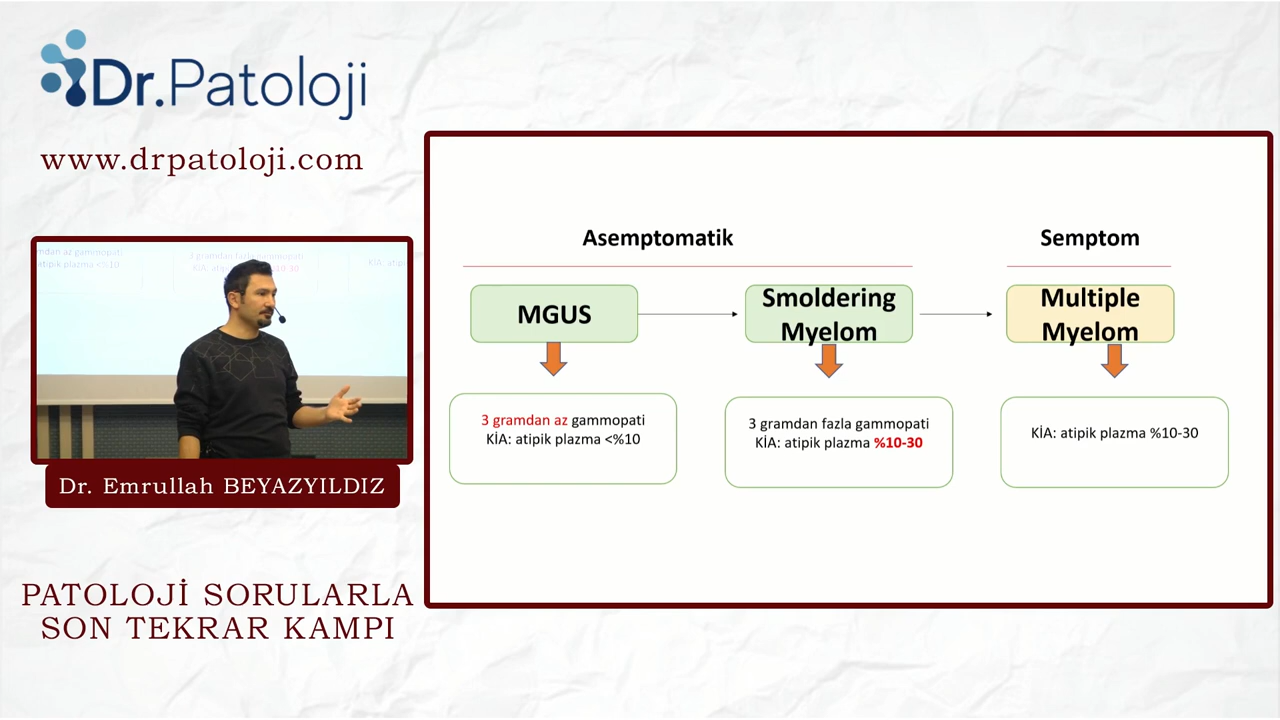 Dr.Patoloji
www.drpatoloji.com
Asemptomatik
Semptom
MGUS
Smoldering
Myelom
Multiple
Myelom
3 gramdan az gammopati
KİA: atipik plazma <%10
3 gramdan fazla gammopati
KİA: atipik plazma %10-30
KİA: atipik plazma %10-30
Dr. Emrullah BEYAZYILDIZ
PATOLOJİ SORULARLA
SON TEKRAR KAMPI